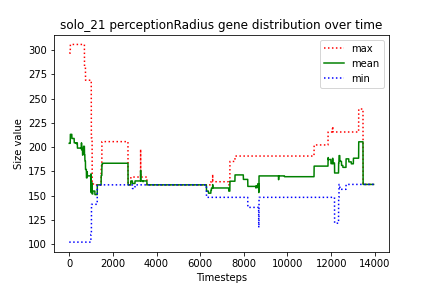 solo_21 perceptionRadius gene distribution over time
max
mean
min
Size value
300
275
250
225
200
175
150
125
100
0 2000 4000 6000 8000 10000 12000 14000
Timesteps